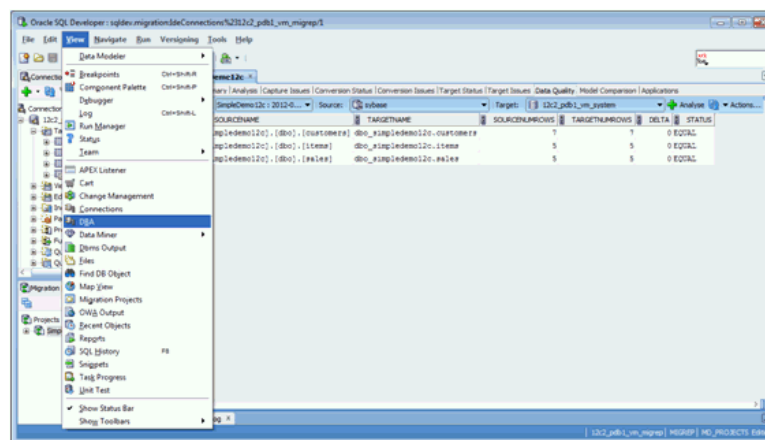 Oracle SQL Developer : sqldev.migration:IdeConnections%2312c2_pdb1_vm_migrep/1
File Edit View Navigate Run Versioning Tools Help
Data Modeler
Breakpoints Ctrl+Shift-R
Component Palette Ctrl+Shift-P
Debugger
Log Ctrl+Shift-L
Run Manager
Status
Team
APEX Listener
Cart
Change Management
Connections
DBA
Data Miner
Dbms Output
Files
Find DB Object
Map View
Migration Projects
OWA Output
Recent Objects
Reports
SQL History F8
Snippets
Task Progress
Unit Test
Show Status Bar
Show Toolbars
Connectio
Connection
12c2_
Migration
Projects
Simp
emo12c
mary Analysis Capture Issues Conversion Status Conversion Issues Target Status Target Issues Data Quality Model Comparison Applications
SimpleDemo12c : 2012-0... Source: sybase Target: 12c2_pdb1_vm_system Analyse Actions...
SOURCENAME TARGETNAME SOURCENUMROWS TARGETNUMROWS DELTA STATUS
impledemo12c].[dbo].[customers] dbo_simpledemo12c.customers 7 7 0 EQUAL
impledemo12c].[dbo].[items] dbo_simpledemo12c.items 5 5 0 EQUAL
impledemo12c].[dbo].[sales] dbo_simpledemo12c.sales 5 5 0 EQUAL
og
12c2_pdb1_vm_migrep MIGREP MD_PROJECTS Edit